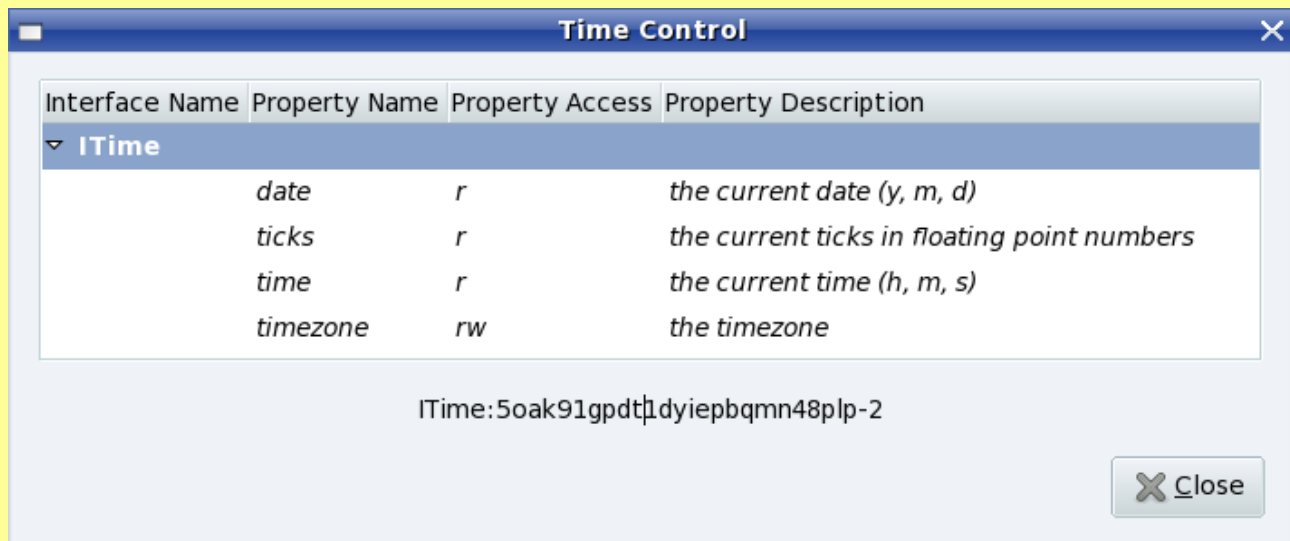 Time Control
Interface Name Property Name Property Access Property Description
ITime
date r the current date (y, m, d)
ticks r the current ticks in floating point numbers
time r the current time (h, m, s)
timezone rw the timezone
ITime:5oak91gpdt1dyiepbqmn48plp-2
Close